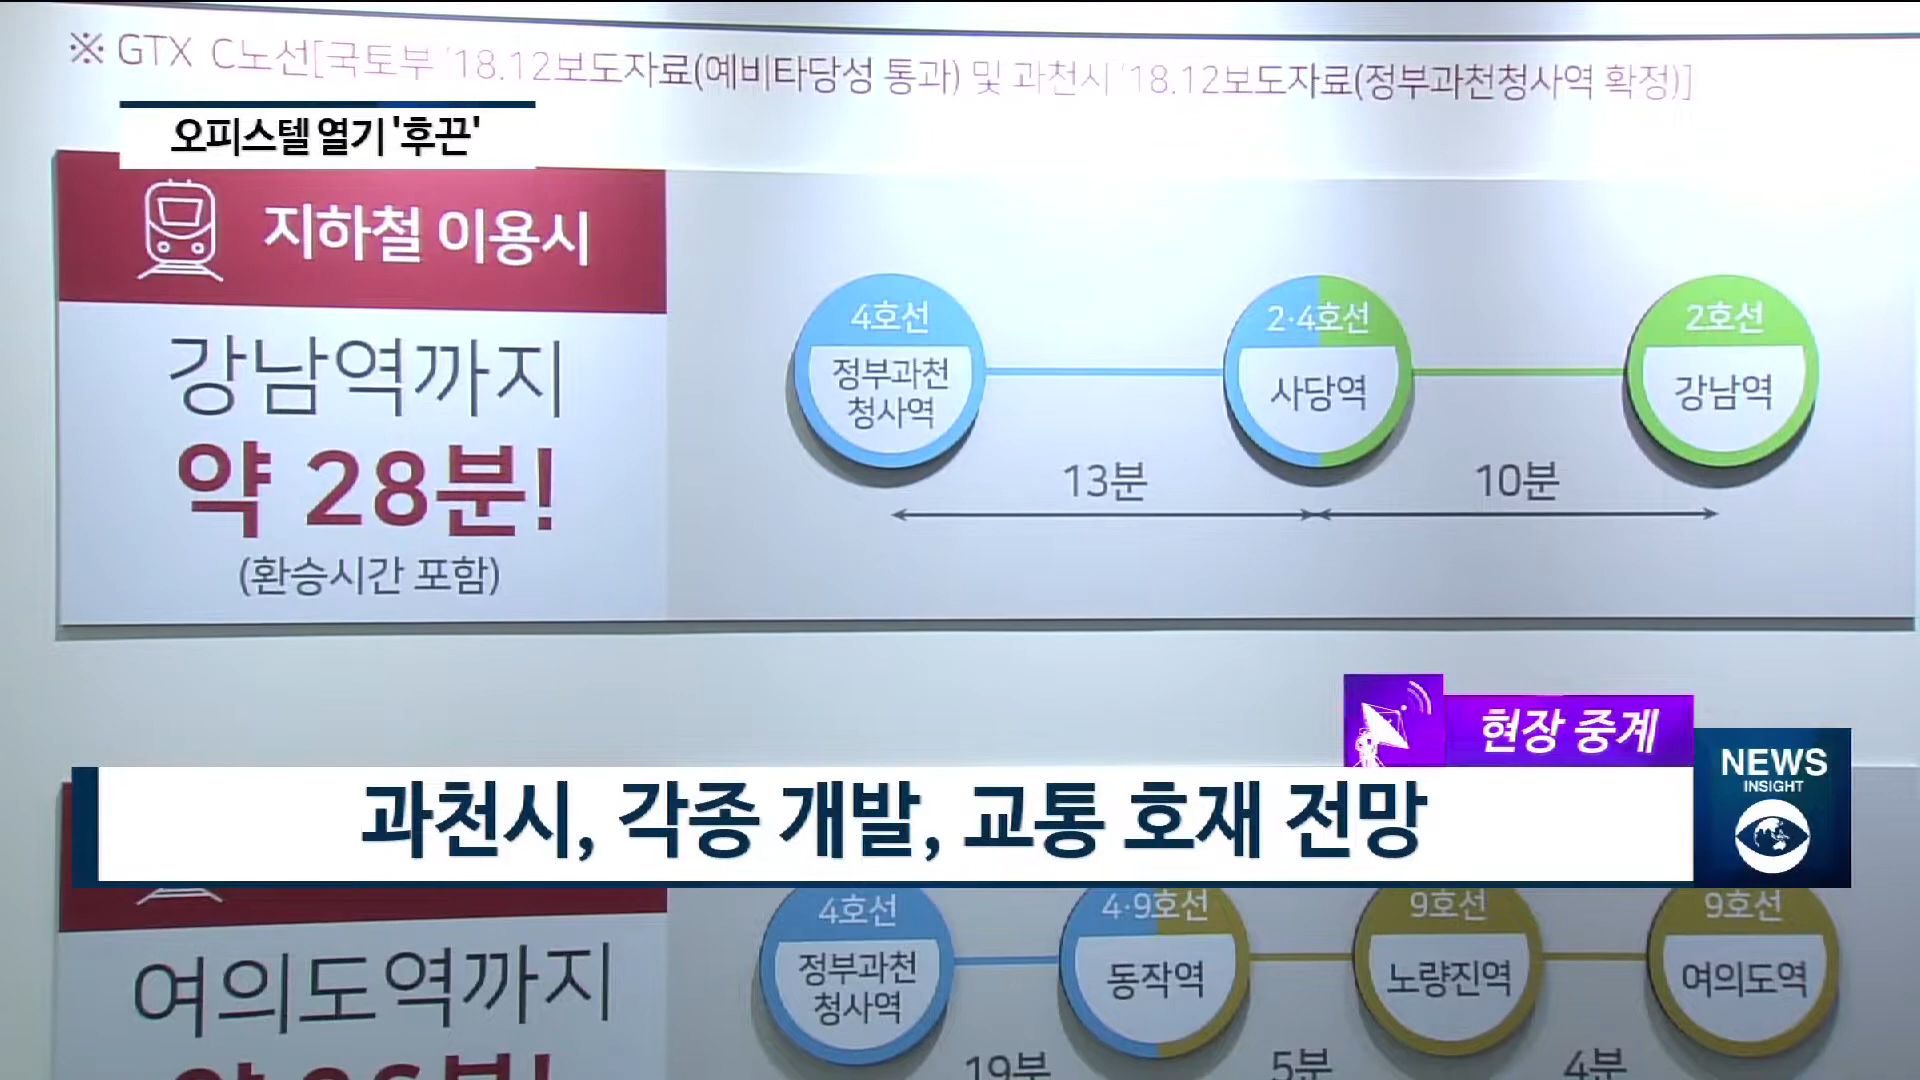 ※ GTX C노선[국토부 '18.12보도자료(예비타당성 통과) 및 과천시 '18.12보도자료(정부과천청사역 확정)]
오피스텔 열기 '후끈'
지하철 이용시
강남역까지
약 28분!
(환승시간 포함)
4호선
정부과천
청사역
2·4호선
사당역
2호선
강남역
13분
10분
현장 중계
NEWS
INSIGHT
과천시, 각종 개발, 교통 호재 전망
여의도역까지
4호선
정부과천
청사역
4·9호선
동작역
9호선
노량진역
9호선
여의도역
19분
5분
4분